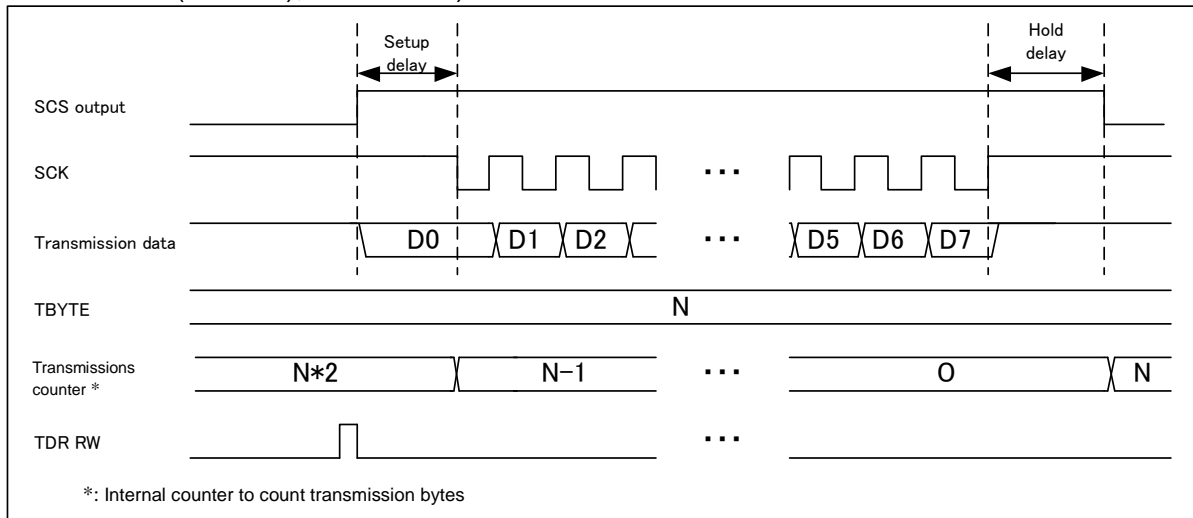 Setup
delay
Hold
delay
SCS output
SCK
...
Transmission data
D0 D1 D2 ... D5 D6 D7
TBYTE
N
Transmissions
counter *
N*2 N-1 ... 0 N
TDR RW
...
*: Internal counter to count transmission bytes